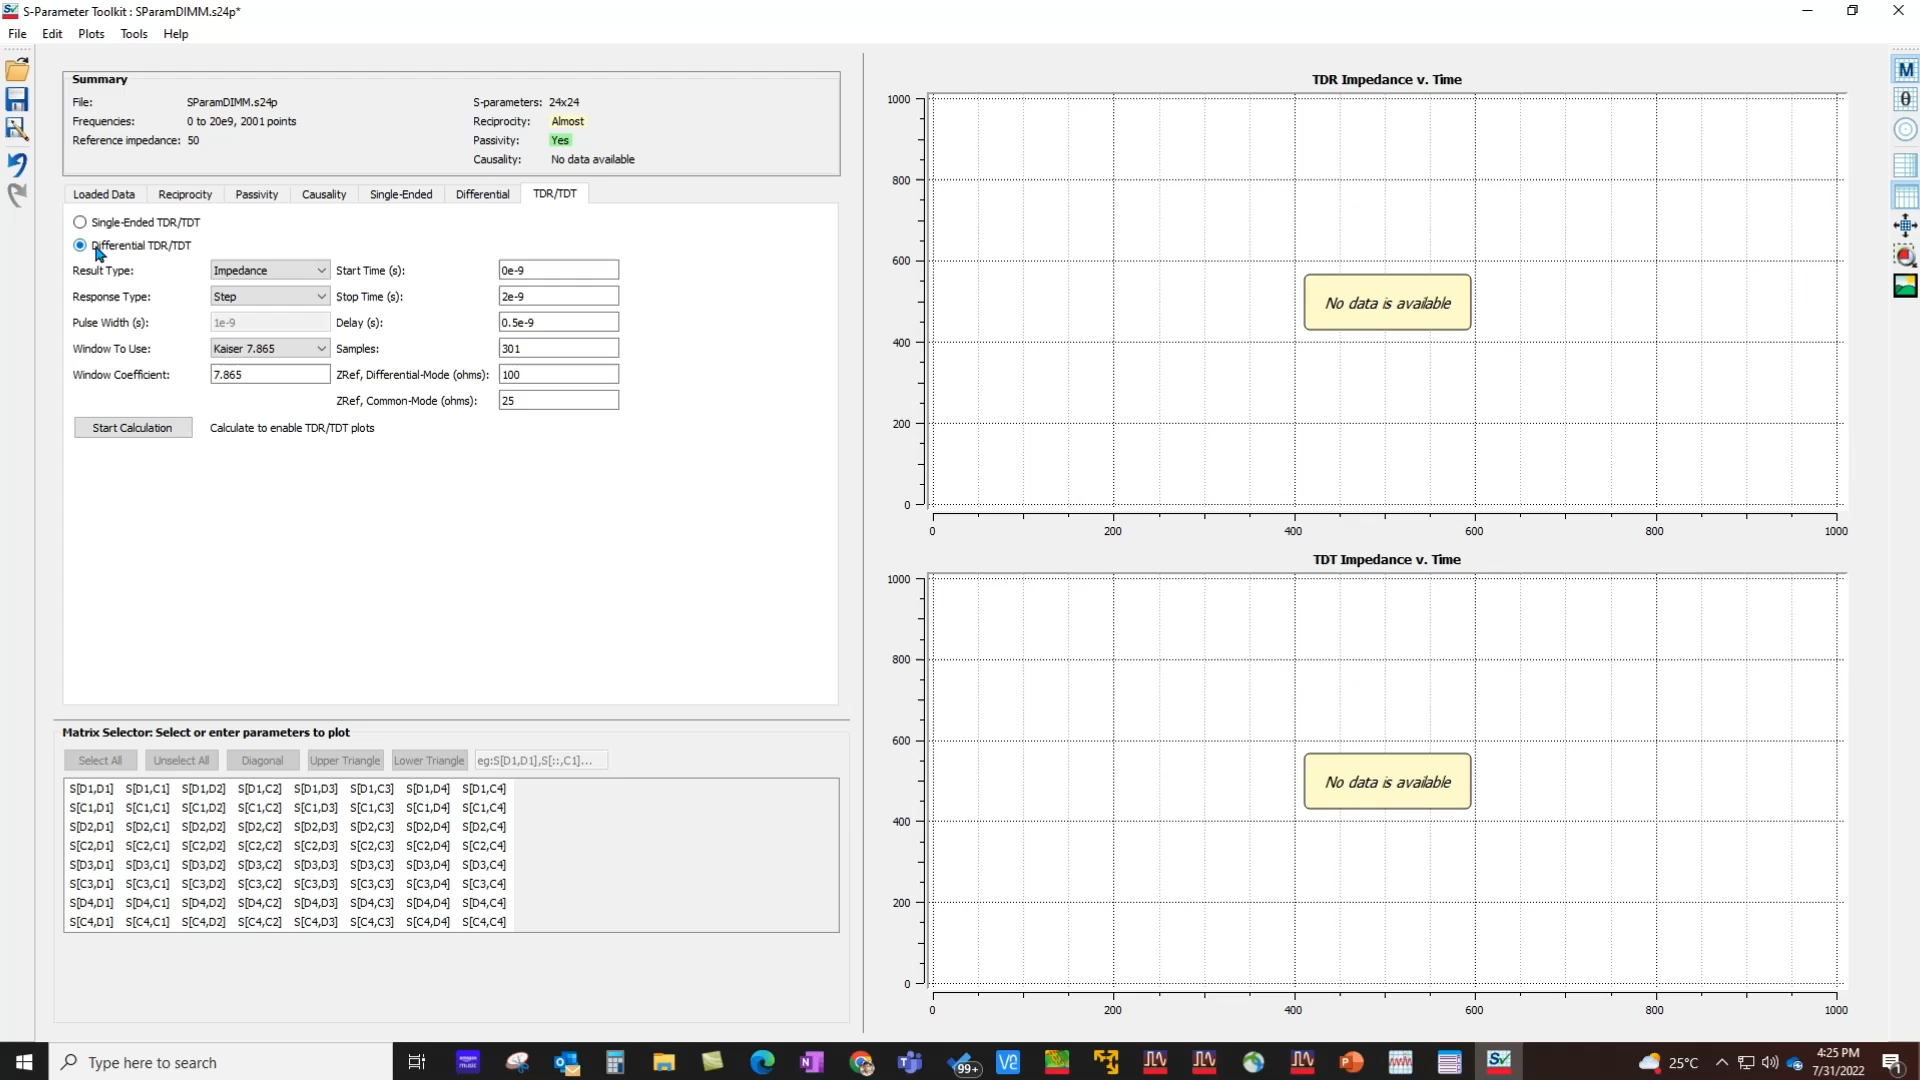 S-Parameter Toolkit : SParamDIMM.s24p*
File Edit Plots Tools Help
Summary
File: SParamDIMM.s24p S-parameters: 24x24
Frequencies: 0 to 20e9, 2001 points Reciprocity: Almost
Reference impedance: 50 Passivity: Yes
Causality: No data available
Loaded Data Reciprocity Passivity Causality Single-Ended Differential TDR/TDT
Single-Ended TDR/TDT
Differential TDR/TDT
Result Type: Impedance Start Time (s): 0e-9
Response Type: Step Stop Time (s): 2e-9
Pulse Width (s): 1e-9 Delay (s): 0.5e-9
Window To Use: Kaiser 7.865 Samples: 301
Window Coefficient: 7.865 ZRef, Differential-Mode (ohms): 100
ZRef, Common-Mode (ohms): 25
Start Calculation Calculate to enable TDR/TDT plots
Matrix Selector: Select or enter parameters to plot
Select All Unselect All Diagonal Upper Triangle Lower Triangle eg:S[D1,D1],S[::,C1]...
S[D1,D1] S[D1,C1] S[D1,D2] S[D1,C2] S[D1,D3] S[D1,C3] S[D1,D4] S[D1,C4]
S[C1,D1] S[C1,C1] S[C1,D2] S[C1,C2] S[C1,D3] S[C1,C3] S[C1,D4] S[C1,C4]
S[D2,D1] S[D2,C1] S[D2,D2] S[D2,C2] S[D2,D3] S[D2,C3] S[D2,D4] S[D2,C4]
S[C2,D1] S[C2,C1] S[C2,D2] S[C2,C2] S[C2,D3] S[C2,C3] S[C2,D4] S[C2,C4]
S[D3,D1] S[D3,C1] S[D3,D2] S[D3,C2] S[D3,D3] S[D3,C3] S[D3,D4] S[D3,C4]
S[C3,D1] S[C3,C1] S[C3,D2] S[C3,C2] S[C3,D3] S[C3,C3] S[C3,D4] S[C3,C4]
S[D4,D1] S[D4,C1] S[D4,D2] S[D4,C2] S[D4,D3] S[D4,C3] S[D4,D4] S[D4,C4]
S[C4,D1] S[C4,C1] S[C4,D2] S[C4,C2] S[C4,D3] S[C4,C3] S[C4,D4] S[C4,C4]
TDR Impedance v. Time
1000
800
600
No data is available
400
200
0
0 200 400 600 800 1000
TDT Impedance v. Time
1000
800
600
No data is available
400
200
0
0 200 400 600 800 1000
M
θ
Type here to search
99+
25°C
4:25 PM
7/31/2022
1